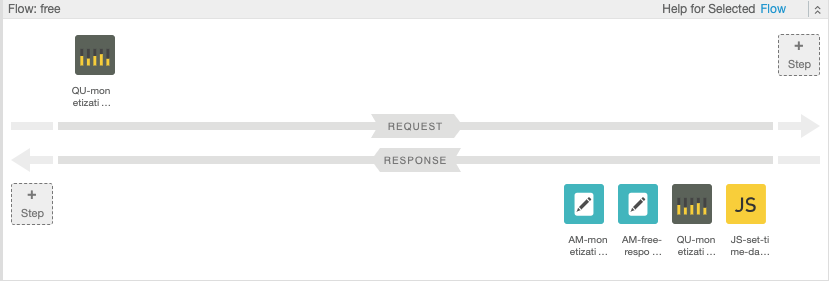 Flow: free
Help for Selected Flow
+
Step
QU-mon
etizati ...
REQUEST
RESPONSE
+
Step
JS
AM-mon
etizati ...
AM-free-
respo ...
QU-mon
etizati ...
JS-set-ti
me-da...